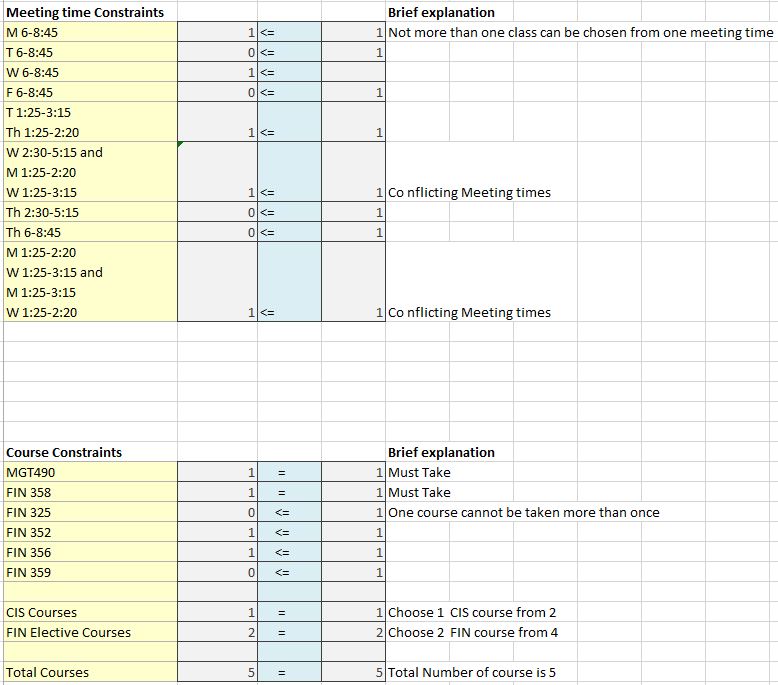 Meeting time Constraints Brief explanation
M 6-8:45 1 <= 1 Not more than one class can be chosen from one meeting time
T 6-8:45 0 <= 1
W 6-8:45 1 <=
F 6-8:45 0 <= 1
T 1:25-3:15
Th 1:25-2:20 1 <= 1
W 2:30-5:15 and
M 1:25-2:20
W 1:25-3:15 1 <= 1 Co nflicting Meeting times
Th 2:30-5:15 0 <= 1
Th 6-8:45 0 <= 1
M 1:25-2:20
W 1:25-3:15 and
M 1:25-3:15
W 1:25-2:20 1 <= 1 Co nflicting Meeting times
Course Constraints Brief explanation
MGT490 1 = 1 Must Take
FIN 358 1 = 1 Must Take
FIN 325 0 <= 1 One course cannot be taken more than once
FIN 352 1 <= 1
FIN 356 1 <= 1
FIN 359 0 <= 1
CIS Courses 1 = 1 Choose 1 CIS course from 2
FIN Elective Courses 2 = 2 Choose 2 FIN course from 4
Total Courses 5 = 5 Total Number of course is 5